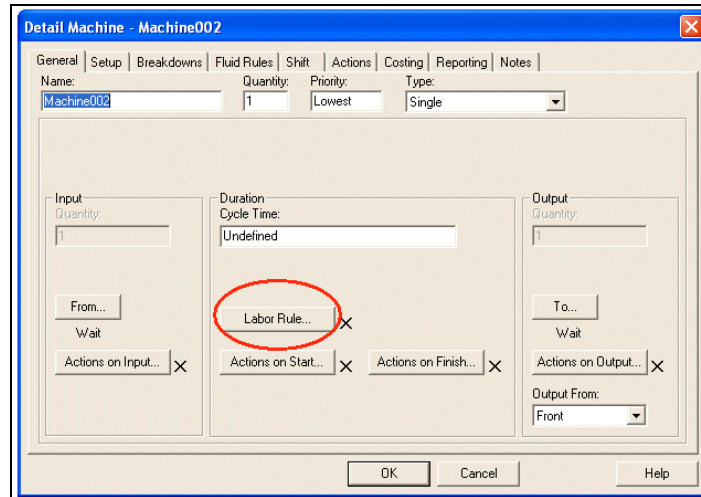 Detail Machine - Machine002
General Setup Breakdowns Fluid Rules Shift Actions Costing Reporting Notes
Name: Quantity: Priority: Type:
Machine002 1 Lowest Single
Input Duration Output
Quantity: Cycle Time: Quantity:
1 Undefined 1
From... Labor Rule... To...
Wait Wait
Actions on Input... Actions on Start... Actions on Finish... Actions on Output...
Output From:
Front
OK Cancel Help